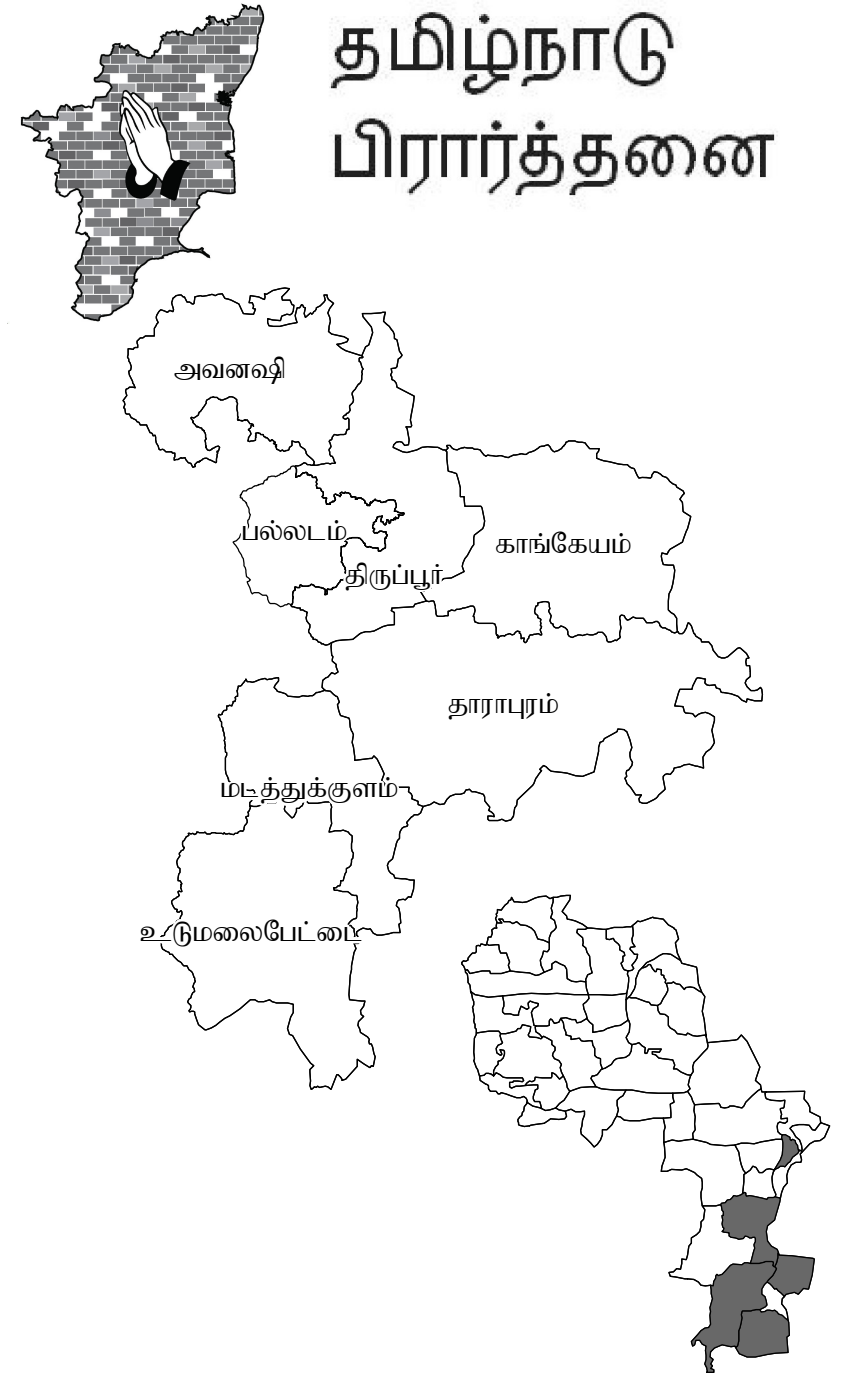 தமிழ்நாடு
பிரார்த்தனை
அவனஷி
பல்லடம்
காங்கேயம்
திருப்பூர்
தாராபுரம்
மடத்துக்குளம்
உடுமலைபேட்டை